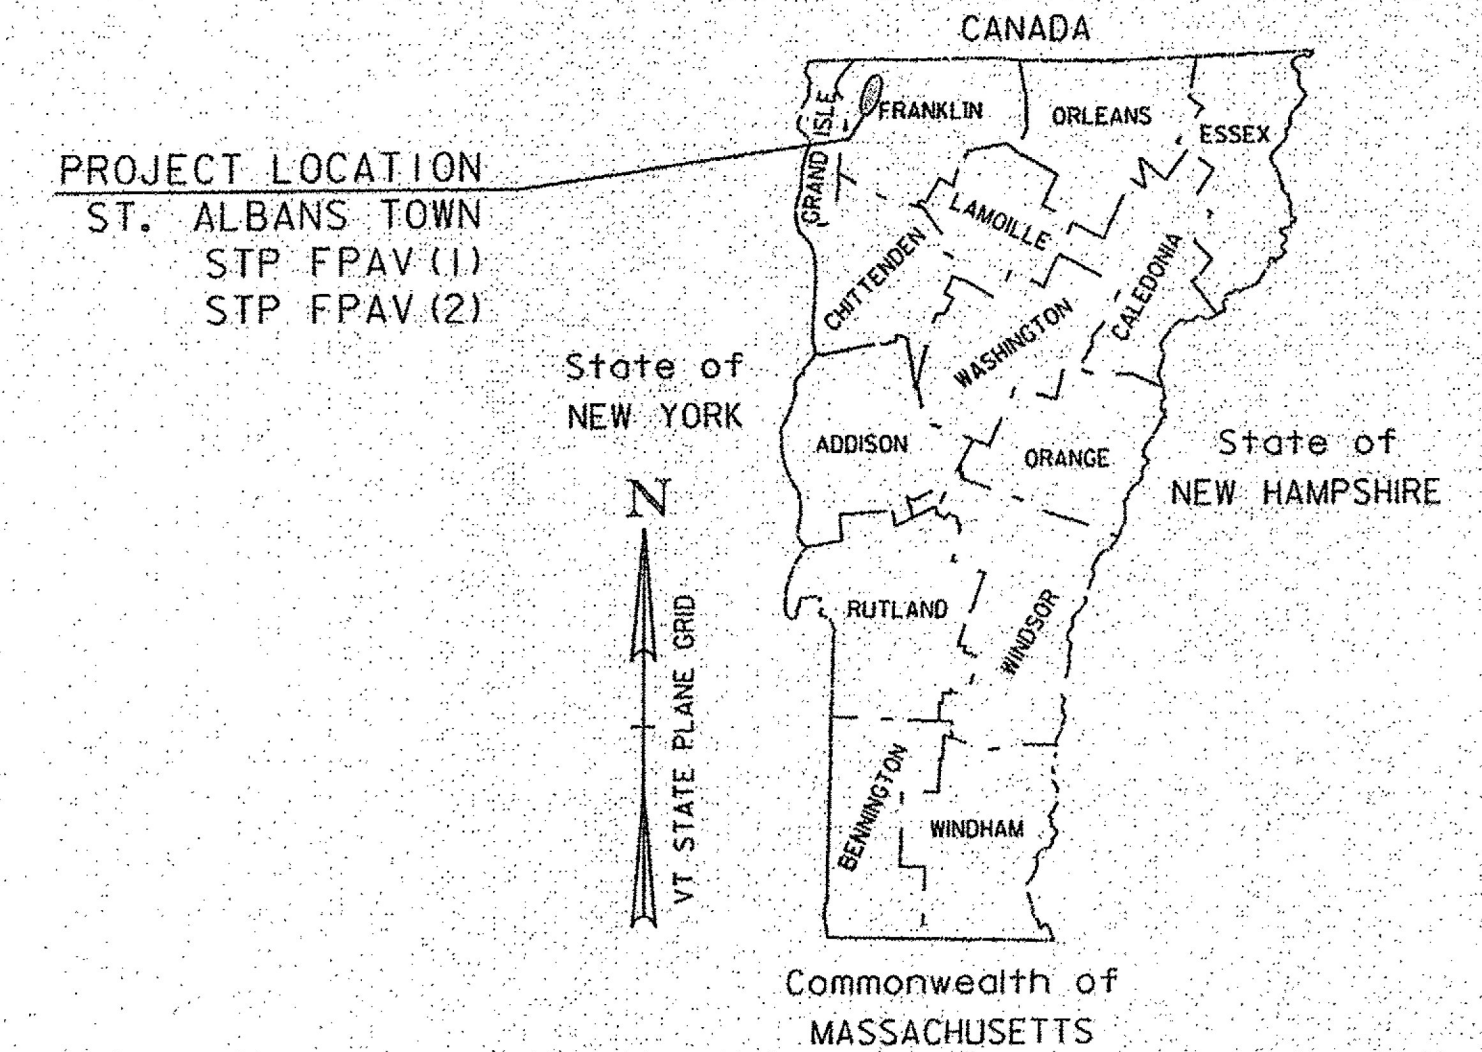 CANADA
FRANKLIN
ORLEANS
ESSEX
GRAND ISLE
PROJECT LOCATION
ST. ALBANS TOWN
STP FPAV (1)
STP FPAV (2)
LAMOILLE
CHITTENDEN
CALEDONIA
WASHINGTON
State of
NEW YORK
ADDISON
ORANGE
State of
NEW HAMPSHIRE
N
VT STATE PLANE GRID
RUTLAND
WINDSOR
BENNINGTON
WINDHAM
Commonwealth of
MASSACHUSETTS